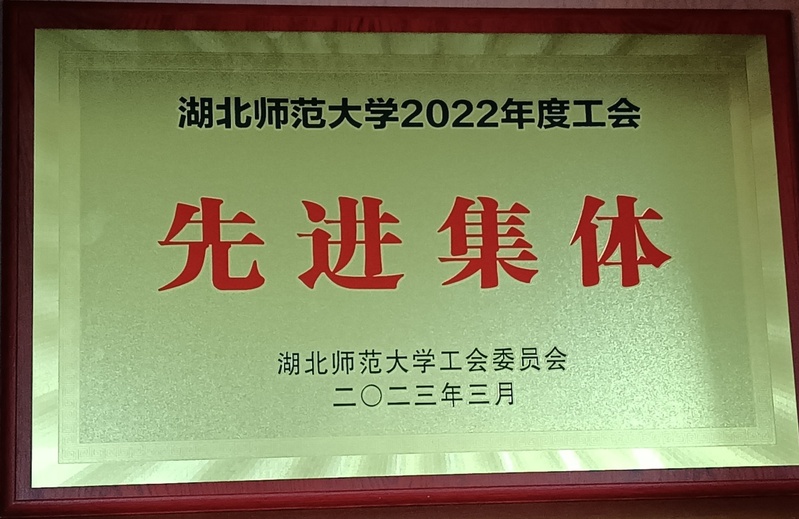 湖北师范大学2022年度工会
先进集体
湖北师范大学工会委员会
二〇二三年三月